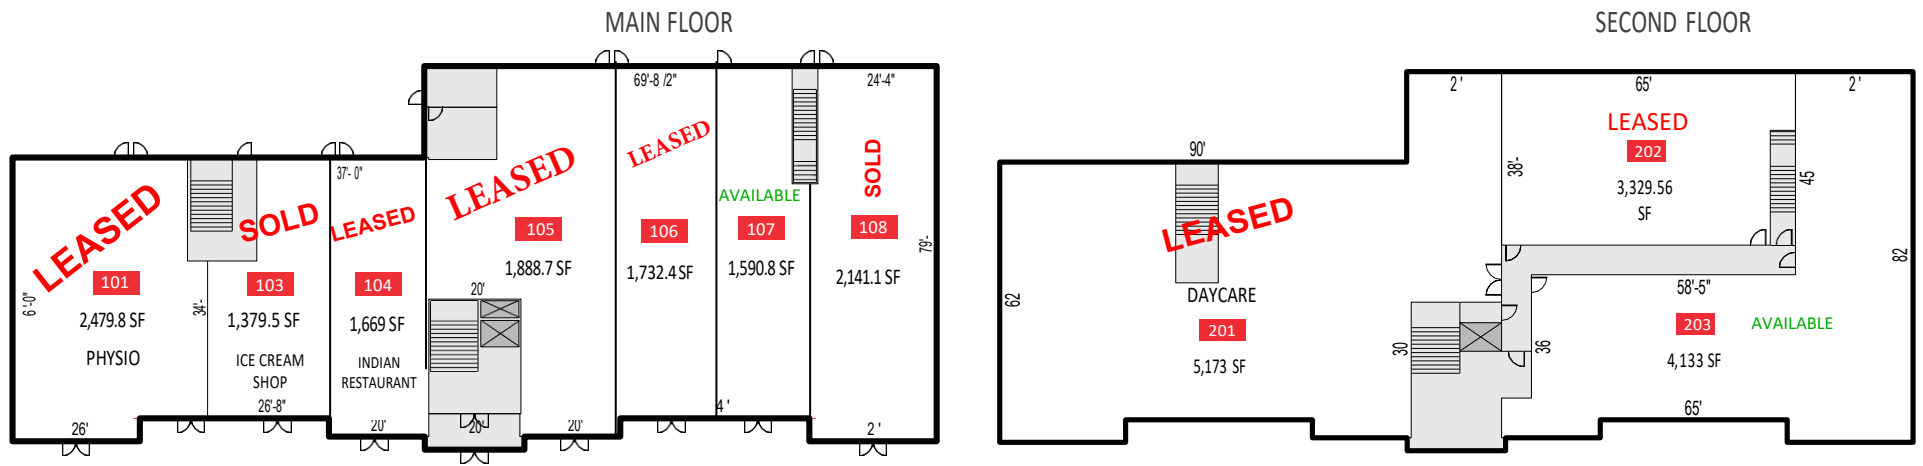 MAIN FLOOR
69'-8 /2"
24'-4"
37'- 0"
LEASED
SOLD
LEASED
LEASED
LEASED
AVAILABLE
SOLD
101
103
104
105
106
107
108
2,479.8 SF
1,379.5 SF
1,669 SF
1,888.7 SF
1,732.4 SF
1,590.8 SF
2,141.1 SF
PHYSIO
ICE CREAM
SHOP
INDIAN
RESTAURANT
6 '-0"
34'-
20'
79'-
26'
26'-8"
20'
20'
20'
4 '
2 '
SECOND FLOOR
2 '
65'
2 '
90'
LEASED
202
3,329.56
SF
38'-
45
82
LEASED
DAYCARE
201
5,173 SF
62
30
36
58'-5"
203
AVAILABLE
4,133 SF
65'